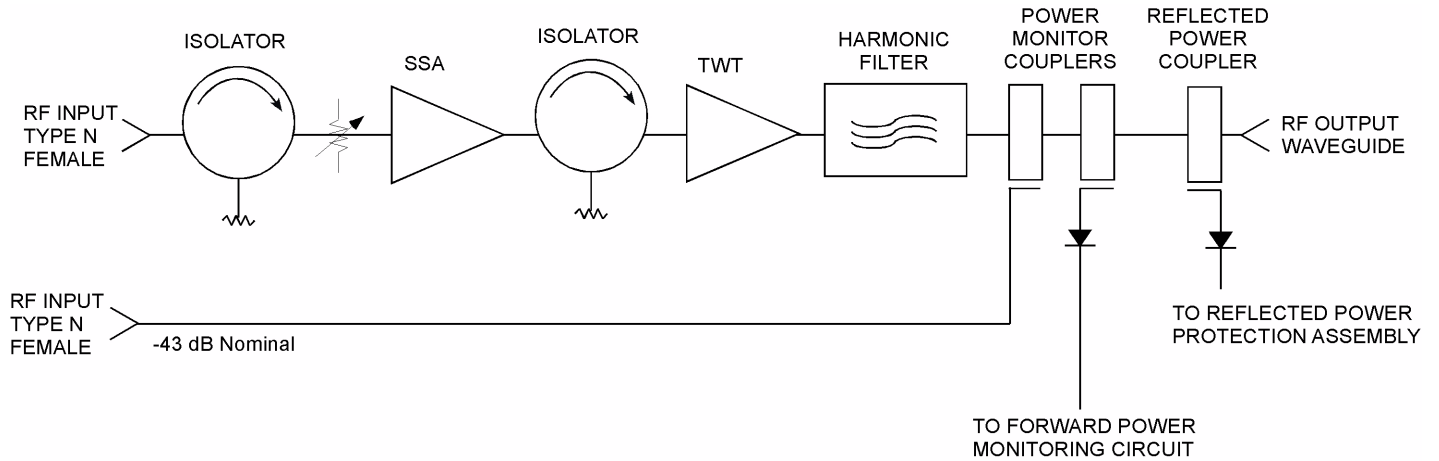 ISOLATOR
SSA
ISOLATOR
TWT
HARMONIC
FILTER
POWER
MONITOR
COUPLERS
REFLECTED
POWER
COUPLER
RF INPUT
TYPE N
FEMALE
RF OUTPUT
WAVEGUIDE
RF INPUT
TYPE N
FEMALE
-43 dB Nominal
TO REFLECTED POWER
PROTECTION ASSEMBLY
TO FORWARD POWER
MONITORING CIRCUIT